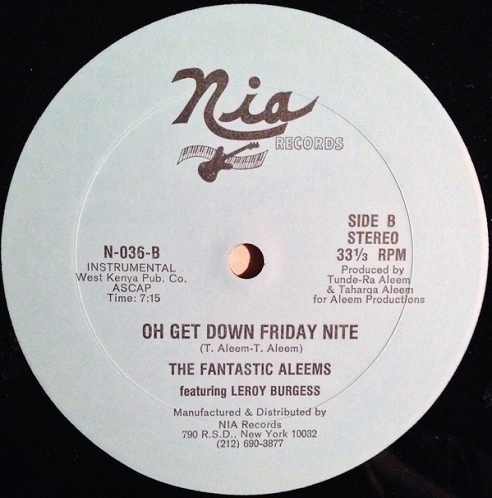 Nia
RECORDS
N-036-B
INSTRUMENTAL
West Kenya Pub. Co.
ASCAP
Time: 7:15
SIDE B
STEREO
33⅓ RPM
Produced by
Tunde-Ra Aleem
& Taharqa Aleem
for Aleem Productions
OH GET DOWN FRIDAY NITE
(T. Aleem-T. Aleem)
THE FANTASTIC ALEEMS
featuring LEROY BURGESS
Manufactured & Distributed by
NIA Records
790 R.S.D., New York 10032
(212) 690-3877